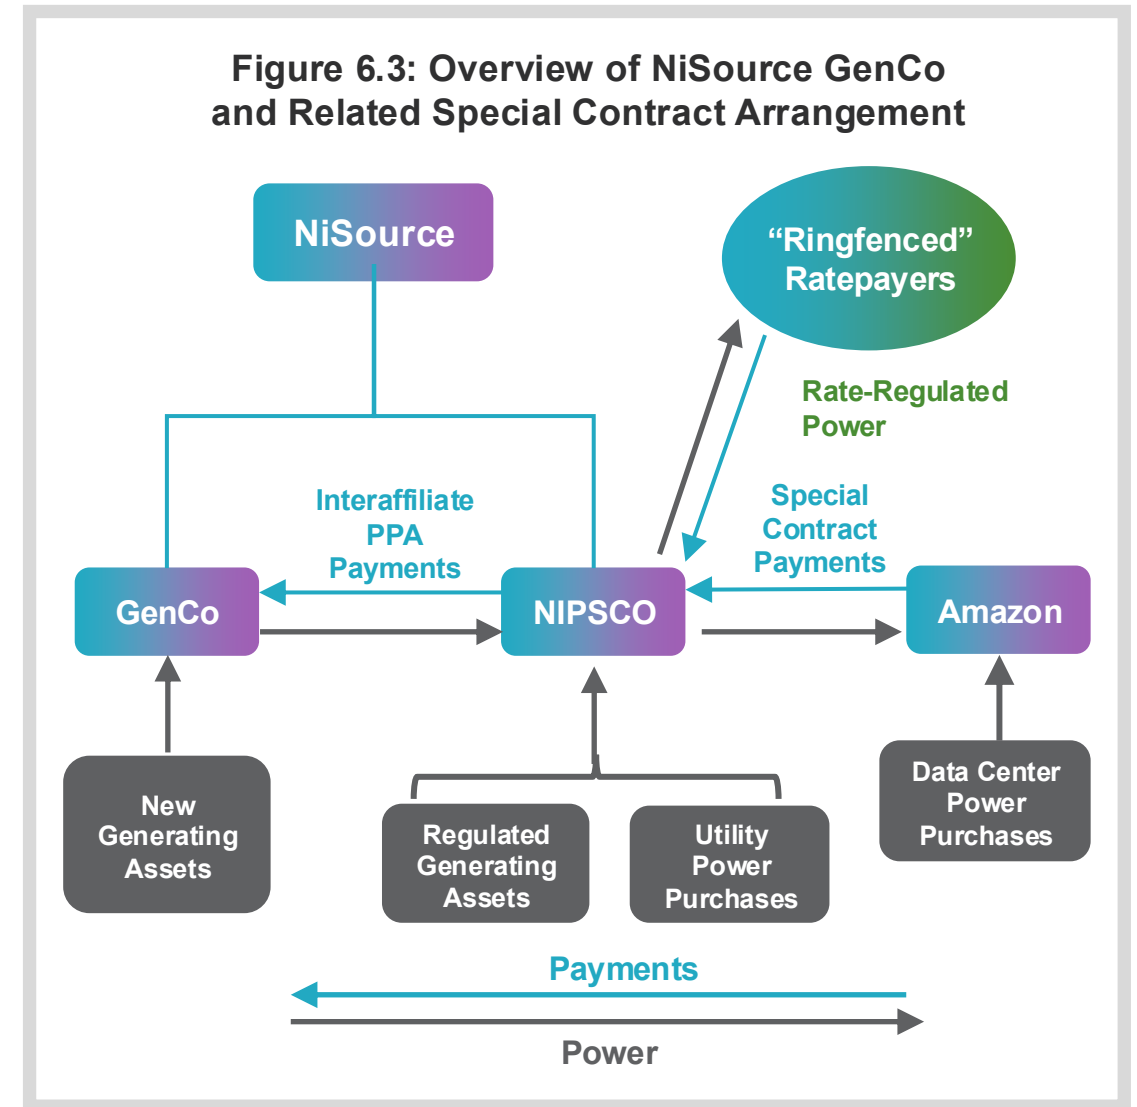 Figure 6.3: Overview of NiSource GenCo
and Related Special Contract Arrangement
NiSource
“Ringfenced”
Ratepayers
Rate-Regulated
Power
Interaffiliate
PPA
Payments
Special
Contract
Payments
GenCo
NIPSCO
Amazon
New
Generating
Assets
Regulated
Generating
Assets
Utility
Power
Purchases
Data Center
Power
Purchases
Payments
Power